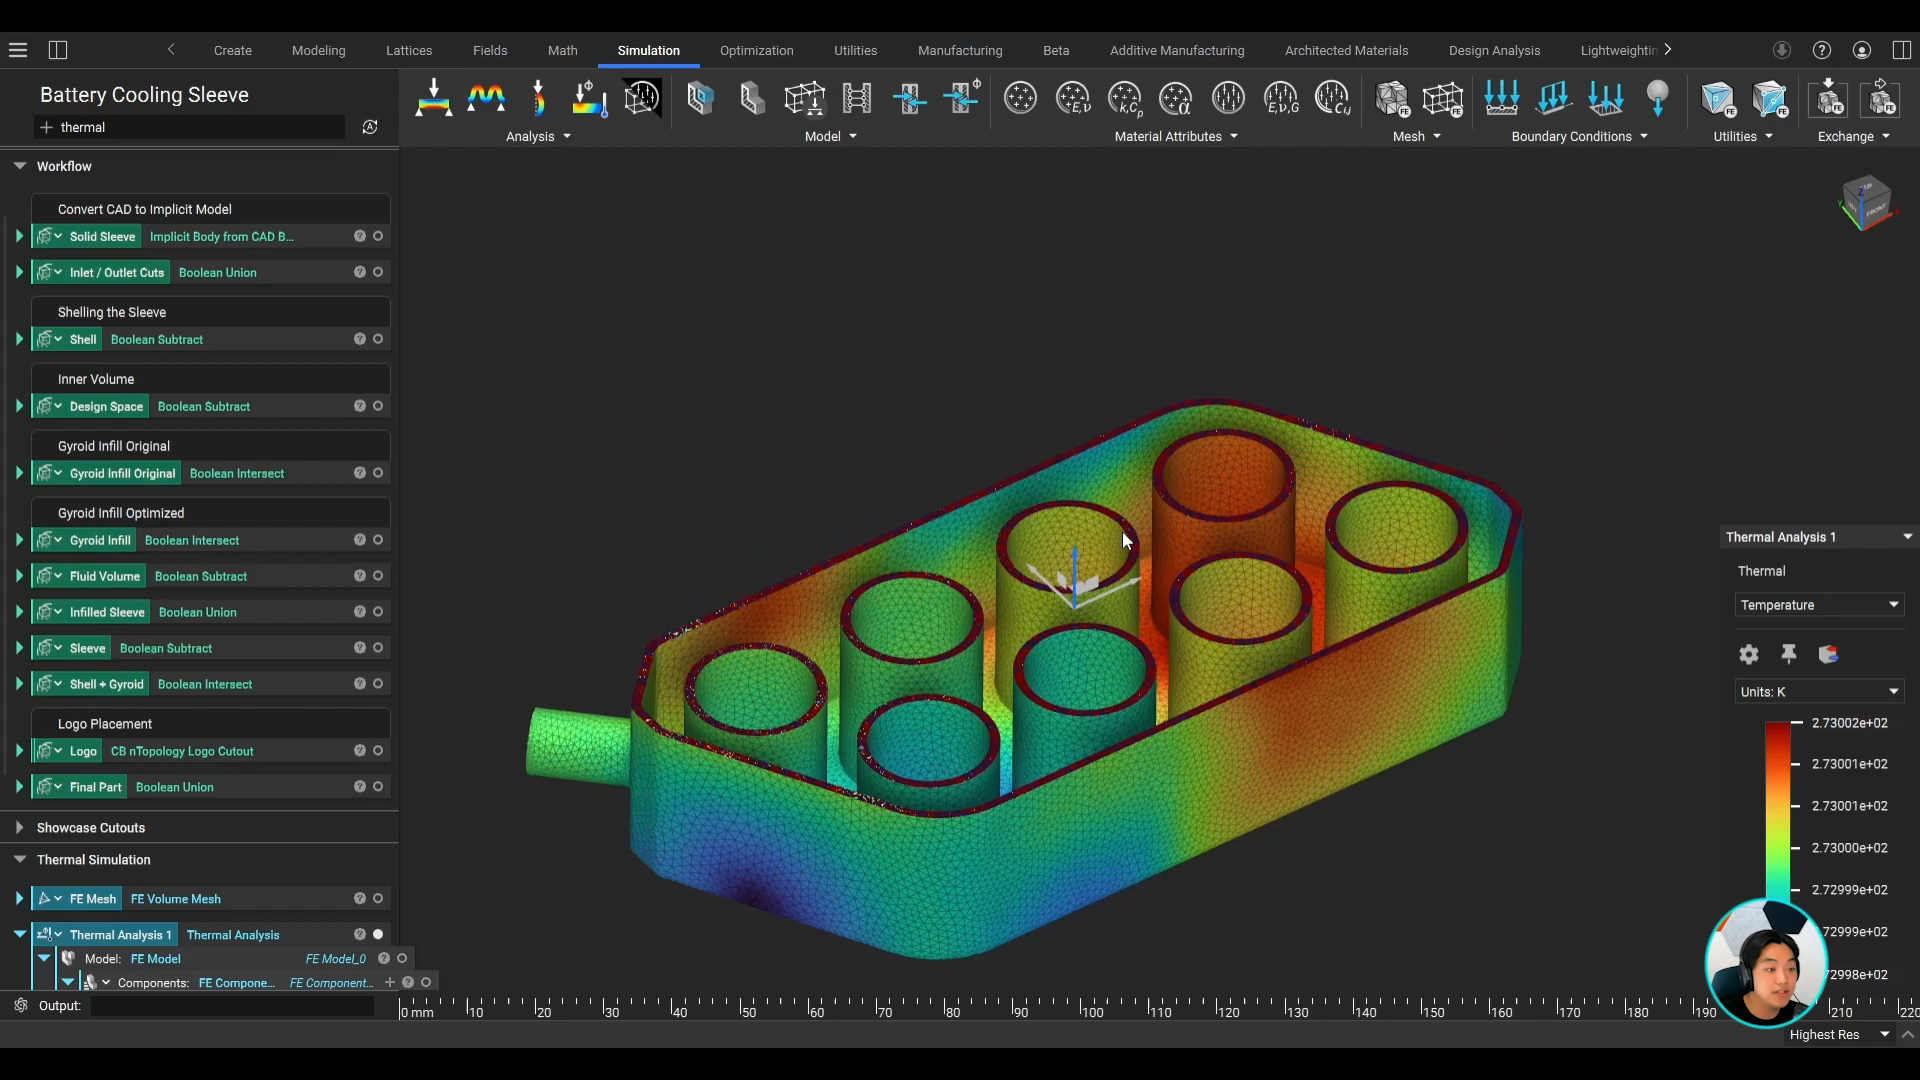 Create Modeling Lattices Fields Math Simulation Optimization Utilities Manufacturing Beta Additive Manufacturing Architected Materials Design Analysis Lightweightin
Battery Cooling Sleeve
thermal
Analysis Model Material Attributes Mesh Boundary Conditions Utilities Exchange
Workflow
Convert CAD to Implicit Model
Solid Sleeve Implicit Body from CAD B...
Inlet / Outlet Cuts Boolean Union
Shelling the Sleeve
Shell Boolean Subtract
Inner Volume
Design Space Boolean Subtract
Gyroid Infill Original
Gyroid Infill Original Boolean Intersect
Gyroid Infill Optimized
Gyroid Infill Boolean Intersect
Fluid Volume Boolean Subtract
Infilled Sleeve Boolean Union
Sleeve Boolean Subtract
Shell + Gyroid Boolean Intersect
Logo Placement
Logo CB nTopology Logo Cutout
Final Part Boolean Union
Showcase Cutouts
Thermal Simulation
FE Mesh FE Volume Mesh
Thermal Analysis 1 Thermal Analysis
Model: FE Model FE Model_0
Components: FE Compone... FE Component...
Output:
Thermal Analysis 1
Thermal
Temperature
Units: K
2.73002e+02
2.73001e+02
2.73001e+02
2.73000e+02
2.72999e+02
72999e+02
72998e+02
0 mm 10 20 30 40 50 60 70 80 90 100 110 120 130 140 150 160 170 180 190 210 220
Highest Res